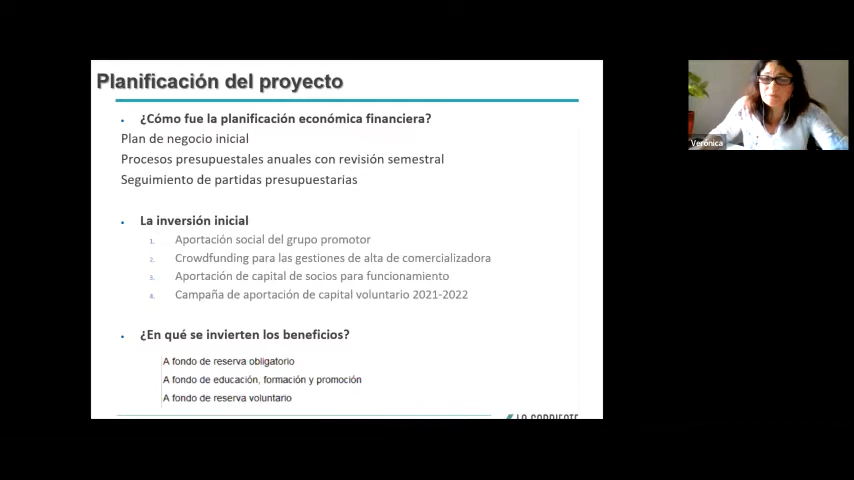 Planificación del proyecto
¿Cómo fue la planificación económica financiera?
Plan de negocio inicial
Procesos presupuestales anuales con revisión semestral
Seguimiento de partidas presupuestarias
La inversión inicial
1. Aportación social del grupo promotor
2. Crowdfunding para las gestiones de alta de comercializadora
3. Aportación de capital de socios para funcionamiento
4. Campaña de aportación de capital voluntario 2021-2022
¿En qué se invierten los beneficios?
A fondo de reserva obligatorio
A fondo de educación, formación y promoción
A fondo de reserva voluntario
LA CORRIENTE
Verónica